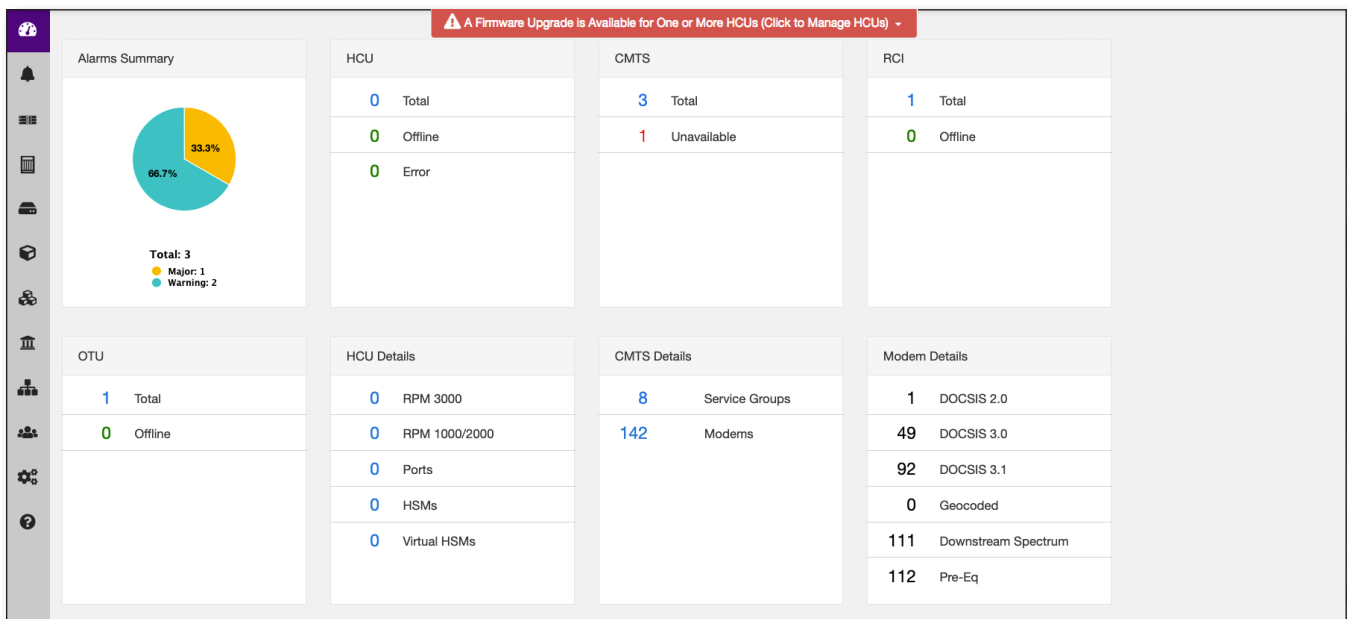 A Firmware Upgrade is Available for One or More HCUs (Click to Manage HCUs)
Alarms Summary
33.3%
66.7%
Total: 3
Major: 1
Warning: 2
HCU
0 Total
0 Offline
0 Error
CMTS
3 Total
1 Unavailable
RCI
1 Total
0 Offline
OTU
1 Total
0 Offline
HCU Details
0 RPM 3000
0 RPM 1000/2000
0 Ports
0 HSMs
0 Virtual HSMs
CMTS Details
8 Service Groups
142 Modems
Modem Details
1 DOCSIS 2.0
49 DOCSIS 3.0
92 DOCSIS 3.1
0 Geocoded
111 Downstream Spectrum
112 Pre-Eq